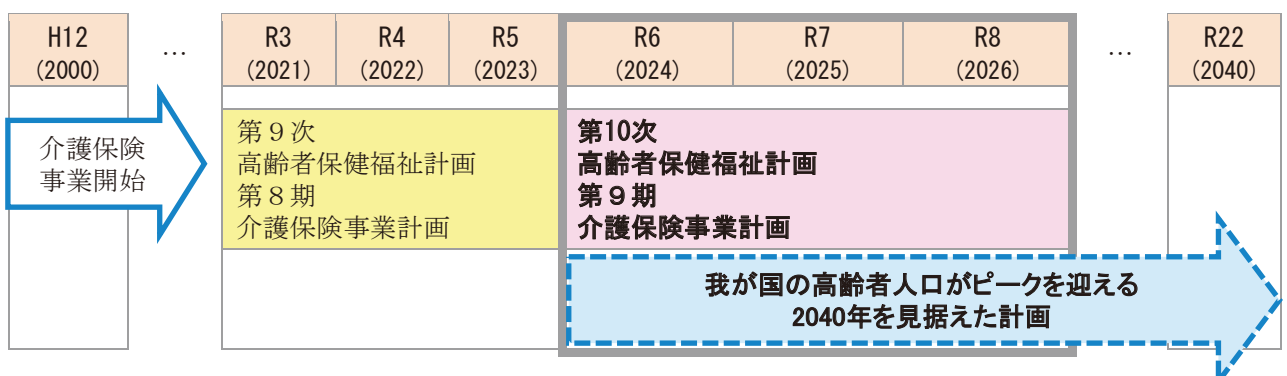 H12
(2000)
…
R3
(2021)
R4
(2022)
R5
(2023)
R6
(2024)
R7
(2025)
R8
(2026)
…
R22
(2040)
介護保険
事業開始
第９次
高齢者保健福祉計画
第８期
介護保険事業計画
第10次
高齢者保健福祉計画
第９期
介護保険事業計画
我が国の高齢者人口がピークを迎える
2040年を見据えた計画